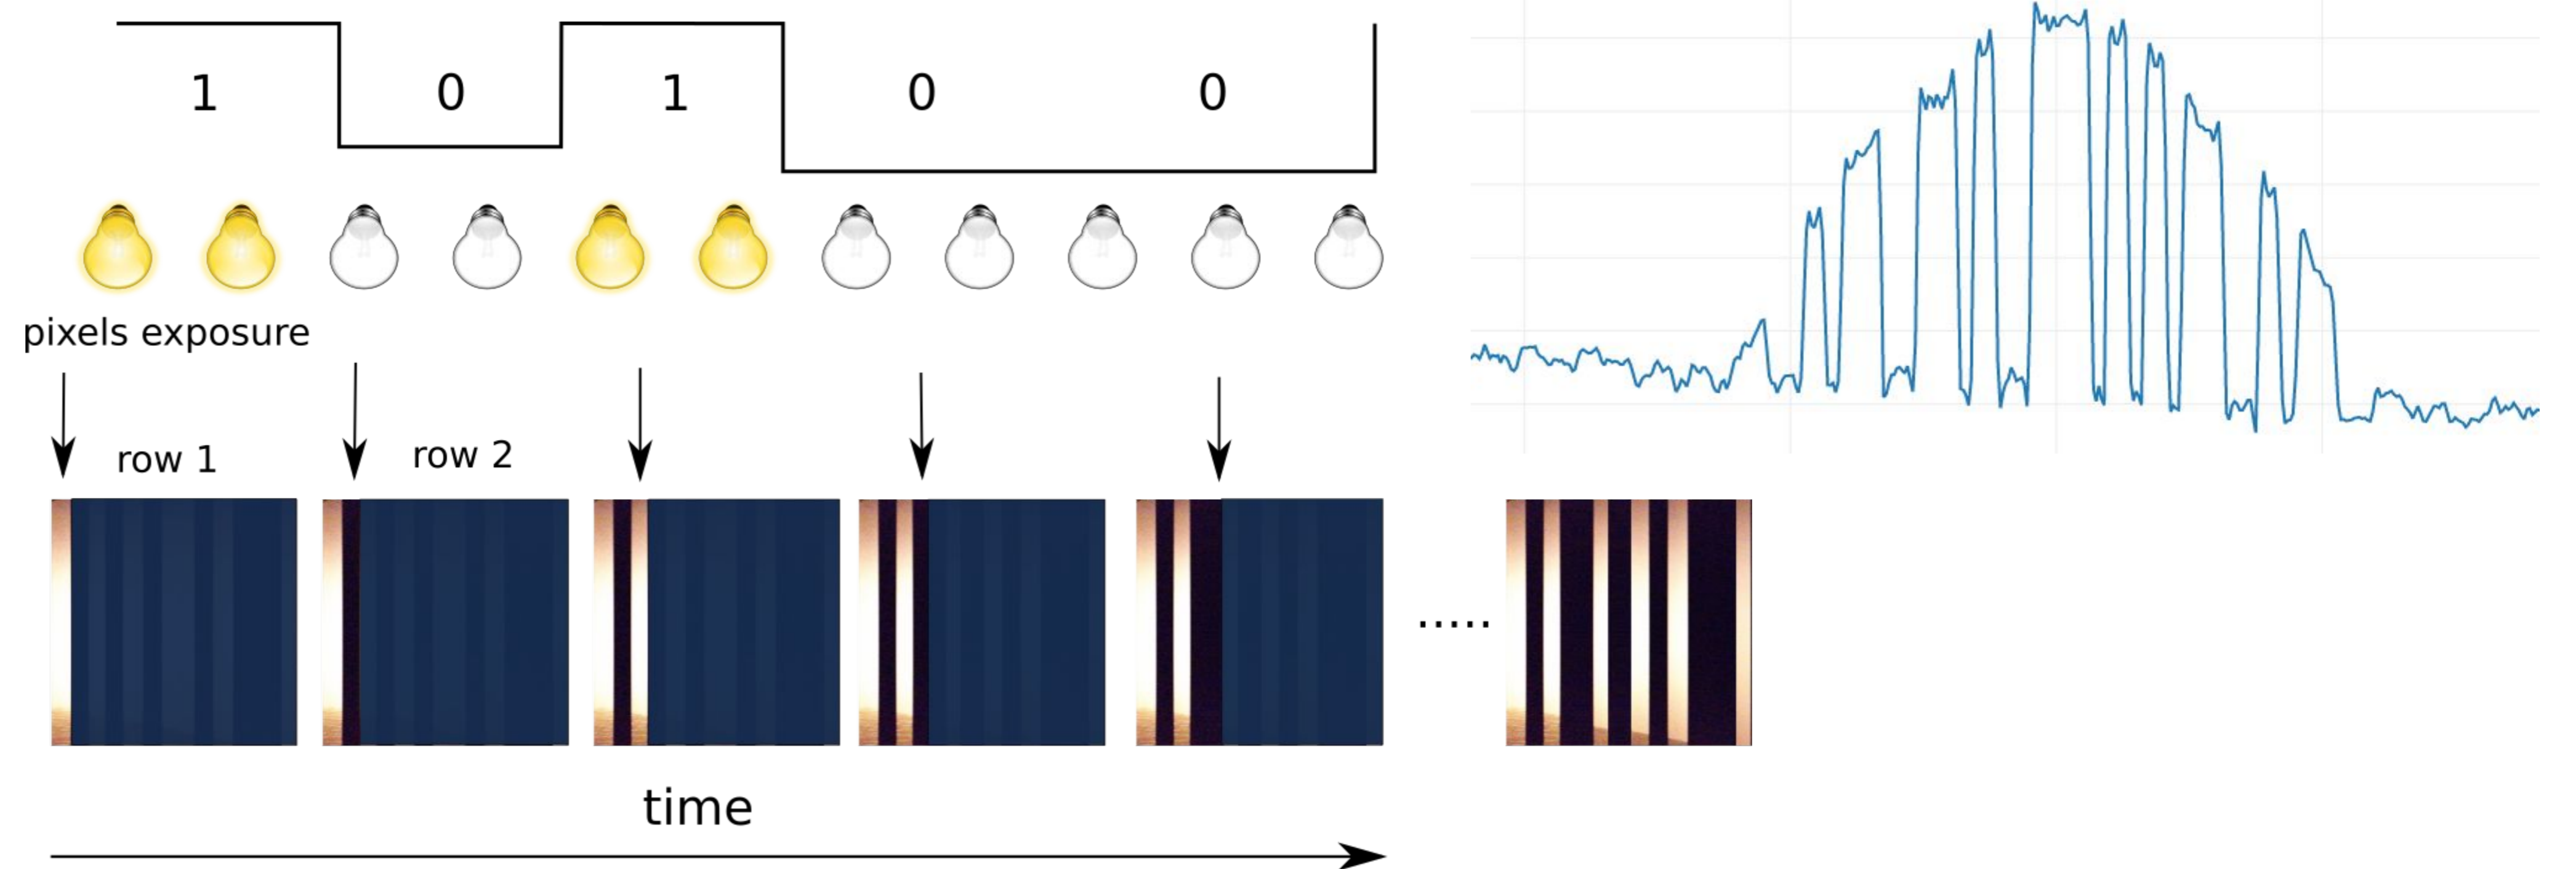 1 0 1 0 0
pixels exposure
row 1 row 2
.....
time